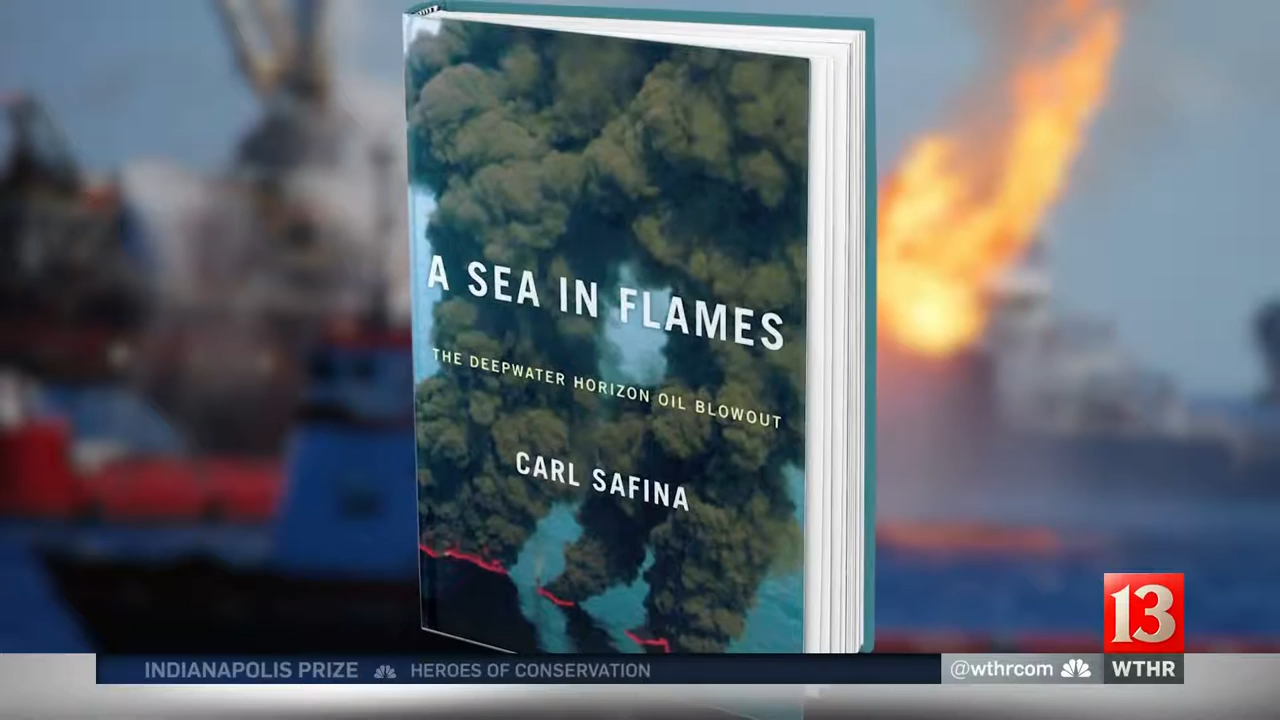 A SEA IN FLAMES
THE DEEPWATER HORIZON OIL BLOWOUT
CARL SAFINA
13
INDIANAPOLIS PRIZE HEROES OF CONSERVATION @wthrcom WTHR